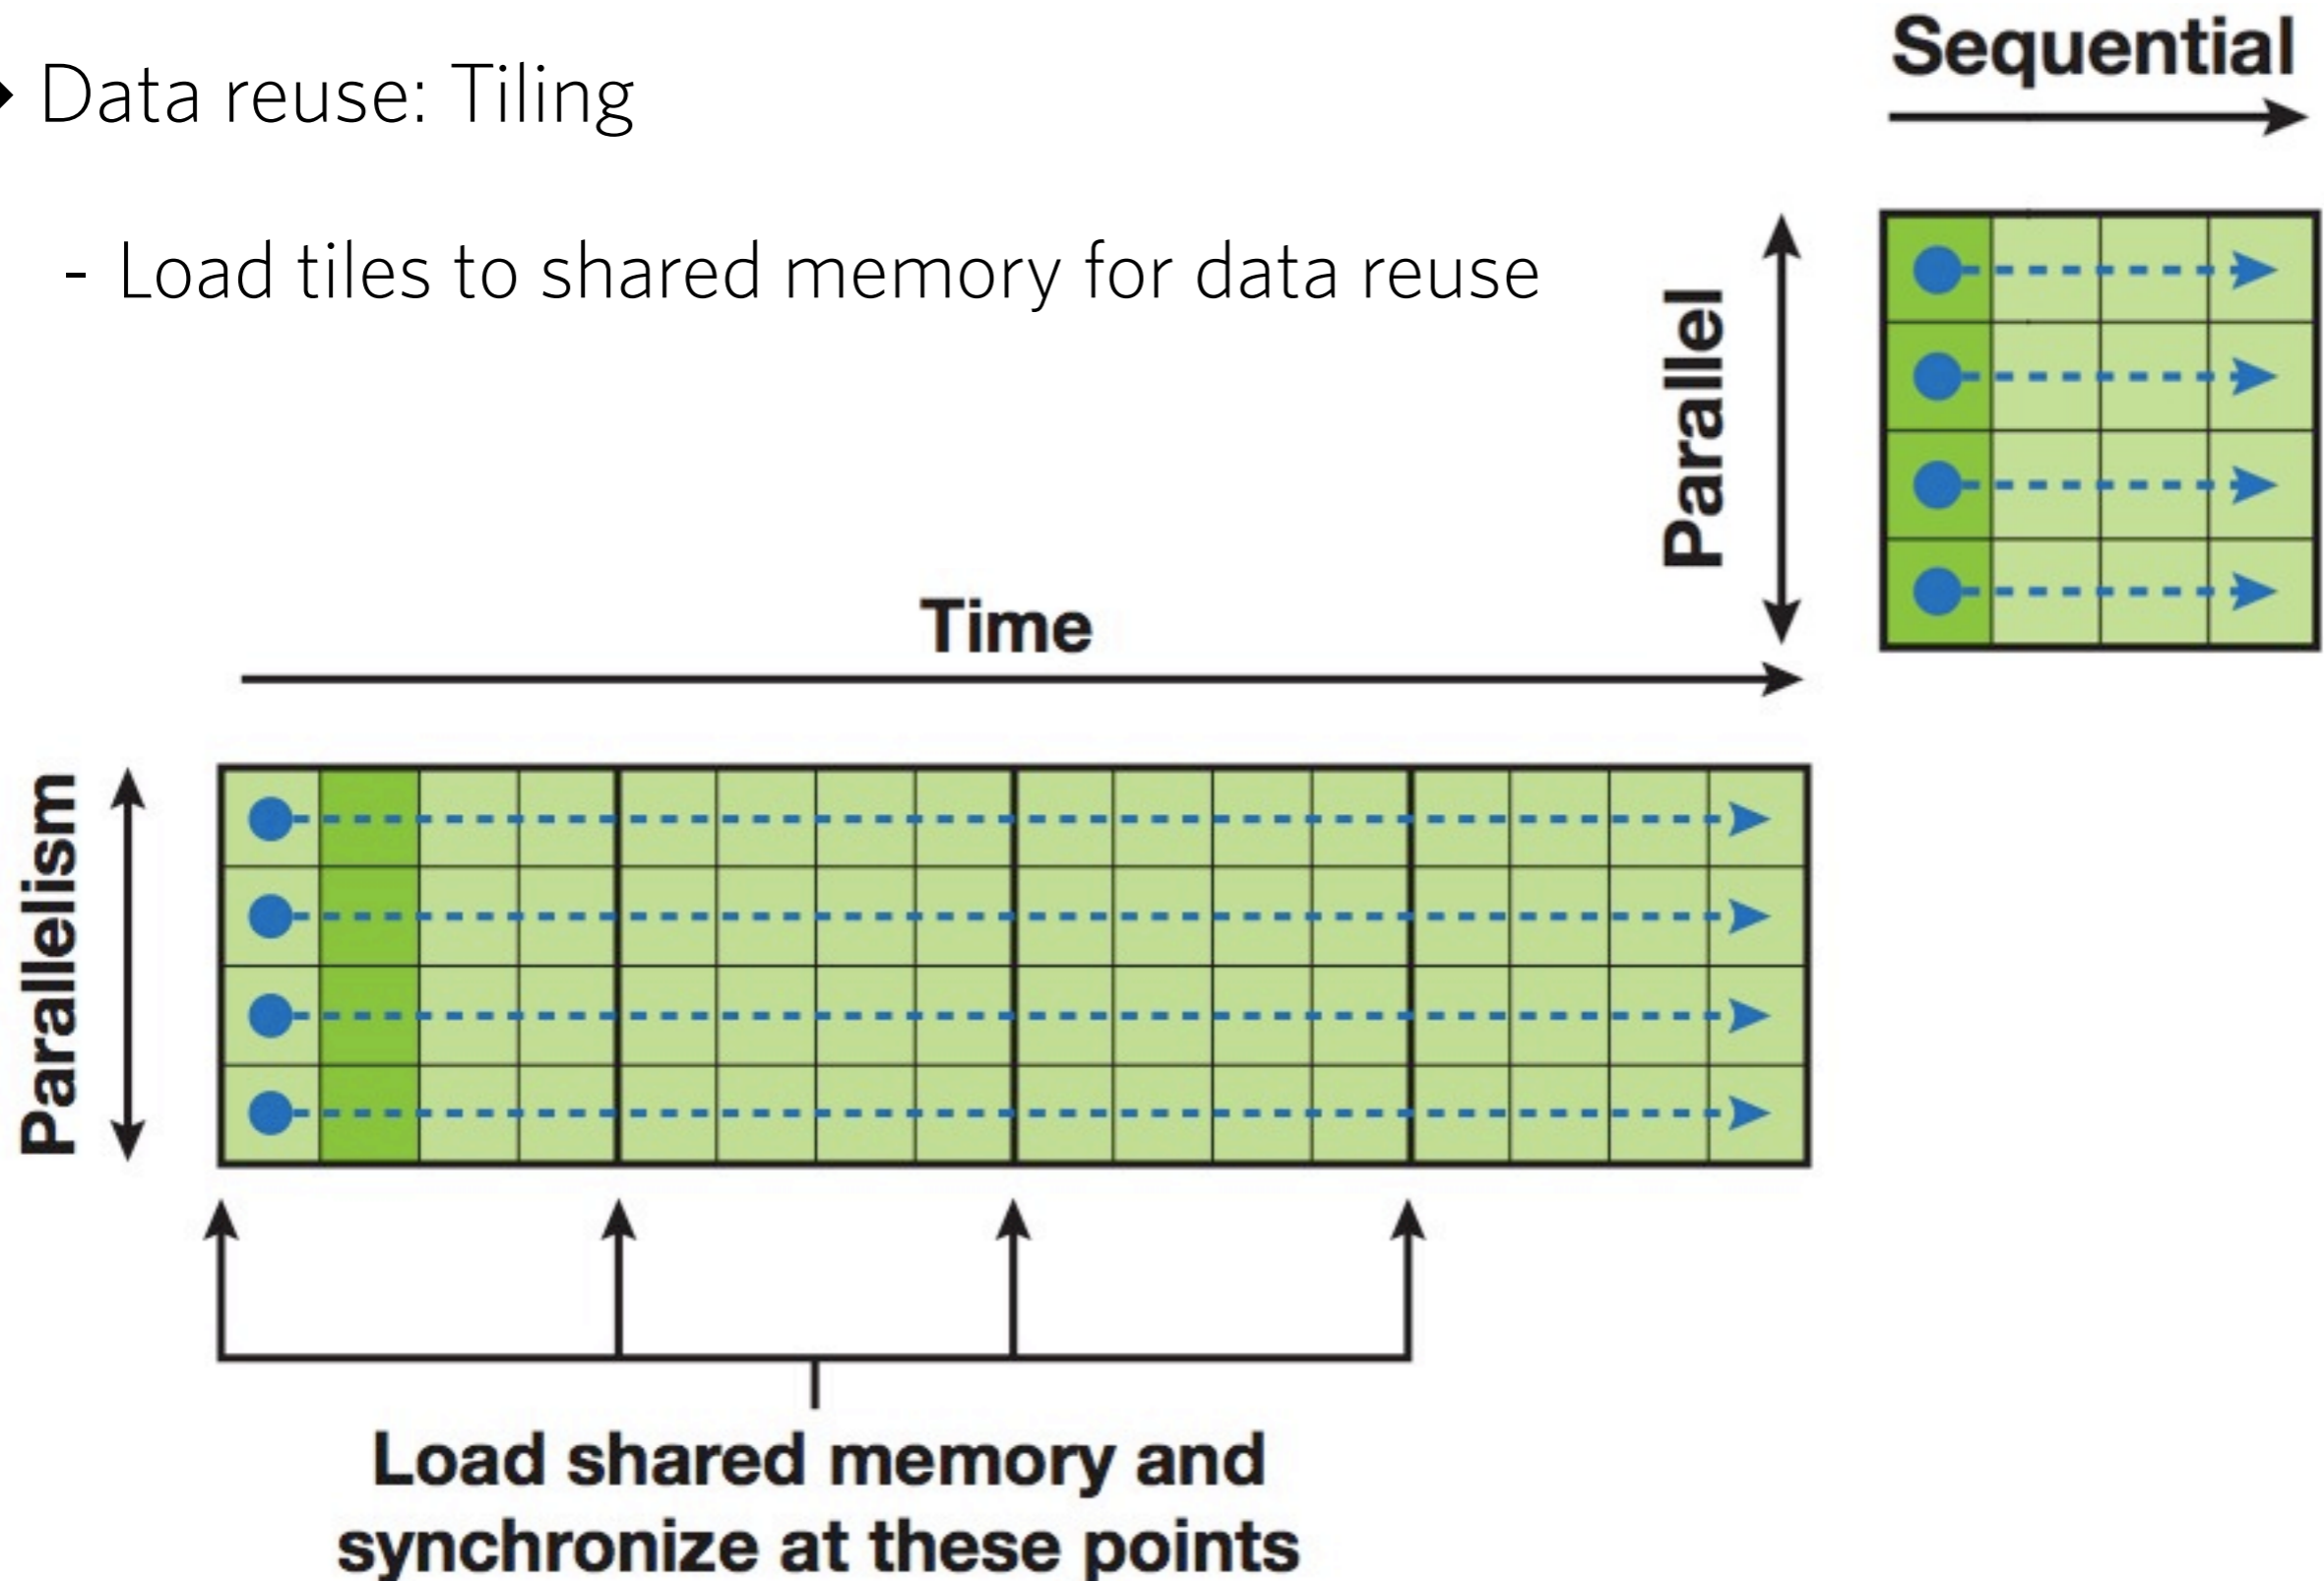 Data reuse: Tiling
- Load tiles to shared memory for data reuse
Sequential
Parallel
Time
Parallelism
Load shared memory and
synchronize at these points